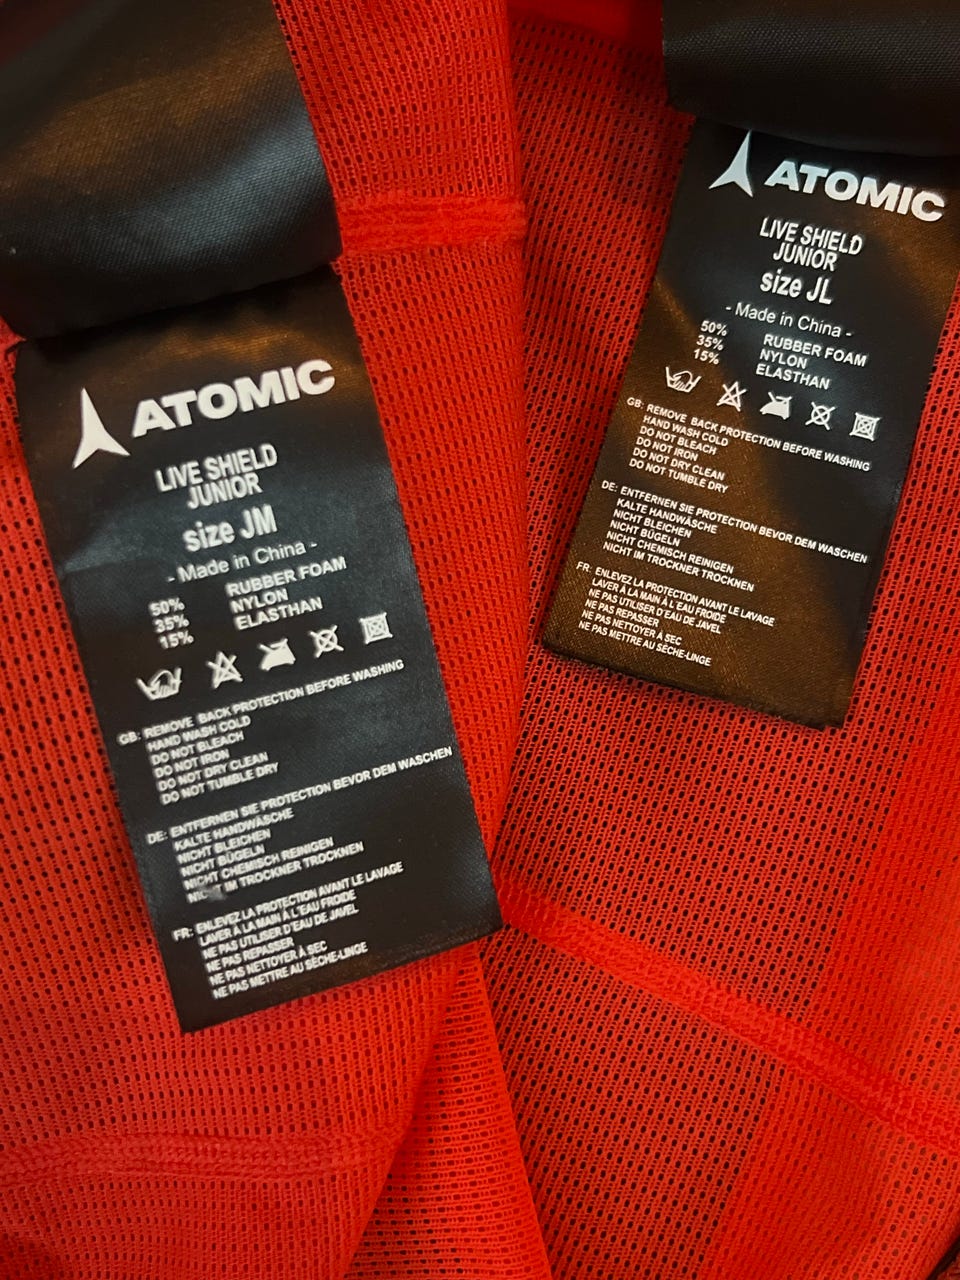 ATOMIC
LIVE SHIELD
JUNIOR
size JM
- Made in China -
50% RUBBER FOAM
35% NYLON
15% ELASTHAN
GB: REMOVE BACK PROTECTION BEFORE WASHING
HAND WASH COLD
DO NOT BLEACH
DO NOT IRON
DO NOT DRY CLEAN
DO NOT TUMBLE DRY
DE: ENTFERNEN SIE PROTECTION BEVOR DEM WASCHEN
KALTE HANDWÄSCHE
NICHT BLEICHEN
NICHT BÜGELN
NICHT CHEMISCH REINIGEN
NICHT IM TROCKNER TROCKNEN
FR: ENLEVEZ LA PROTECTION AVANT LE LAVAGE
LAVER À LA MAIN À L'EAU FROIDE
NE PAS UTILISER D'EAU DE JAVEL
NE PAS REPASSER
NE PAS NETTOYER À SEC
NE PAS METTRE AU SÈCHE-LINGE
ATOMIC
LIVE SHIELD
JUNIOR
size JL
- Made in China -
50% RUBBER FOAM
35% NYLON
15% ELASTHAN
GB: REMOVE BACK PROTECTION BEFORE WASHING
HAND WASH COLD
DO NOT BLEACH
DO NOT IRON
DO NOT DRY CLEAN
DO NOT TUMBLE DRY
DE: ENTFERNEN SIE PROTECTION BEVOR DEM WASCHEN
KALTE HANDWÄSCHE
NICHT BLEICHEN
NICHT BÜGELN
NICHT CHEMISCH REINIGEN
NICHT IM TROCKNER TROCKNEN
FR: ENLEVEZ LA PROTECTION AVANT LE LAVAGE
LAVER À LA MAIN À L'EAU FROIDE
NE PAS UTILISER D'EAU DE JAVEL
NE PAS REPASSER
NE PAS NETTOYER À SEC
NE PAS METTRE AU SÈCHE-LINGE